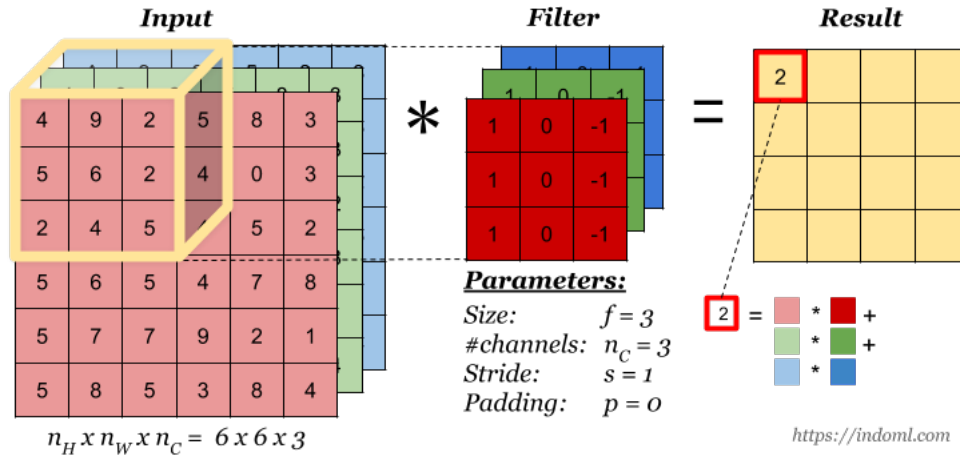 Input
Filter
Result
4 9 2 5 8 3
5 6 2 4 0 3
2 4 5 5 2
5 6 5 4 7 8
5 7 7 9 2 1
5 8 5 3 8 4
n_H x n_W x n_C = 6 x 6 x 3
*
1 0 -1
1 0 -1
1 0 -1
1 0 -1
Parameters:
Size: f = 3
#channels: n_C = 3
Stride: s = 1
Padding: p = 0
=
2
2 = * +
* +
*
https://indoml.com